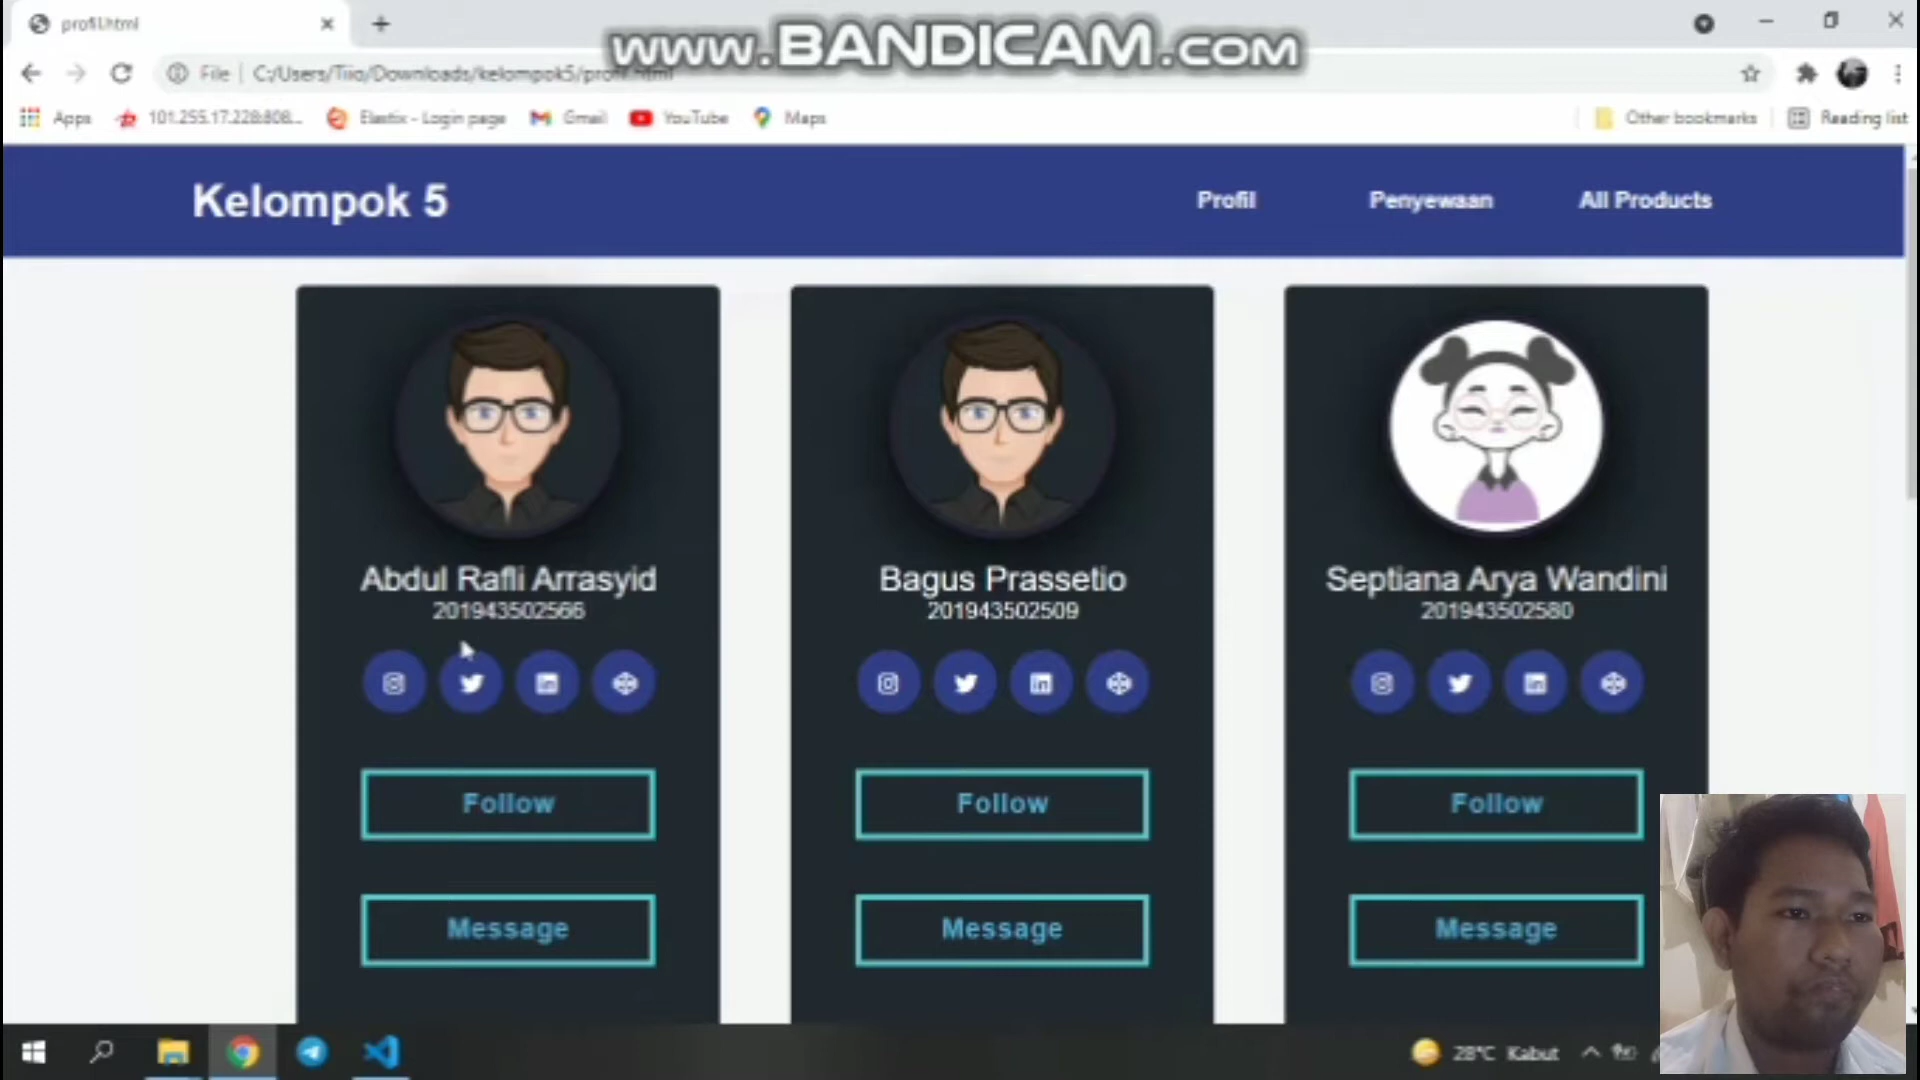 profil.html
www.BANDICAM.com
File
C:/Users/Tiio/Downloads/kelompok5/profil.html
Apps
101.255.17.228:808...
Elastix - Login page
Gmail
YouTube
Maps
Other bookmarks
Reading list
Kelompok 5
Profil
Penyewaan
All Products
Abdul Rafli Arrasyid
201943502566
Follow
Message
Bagus Prassetio
201943502509
Follow
Message
Septiana Arya Wandini
201943502580
Follow
Message
28°C Kabut